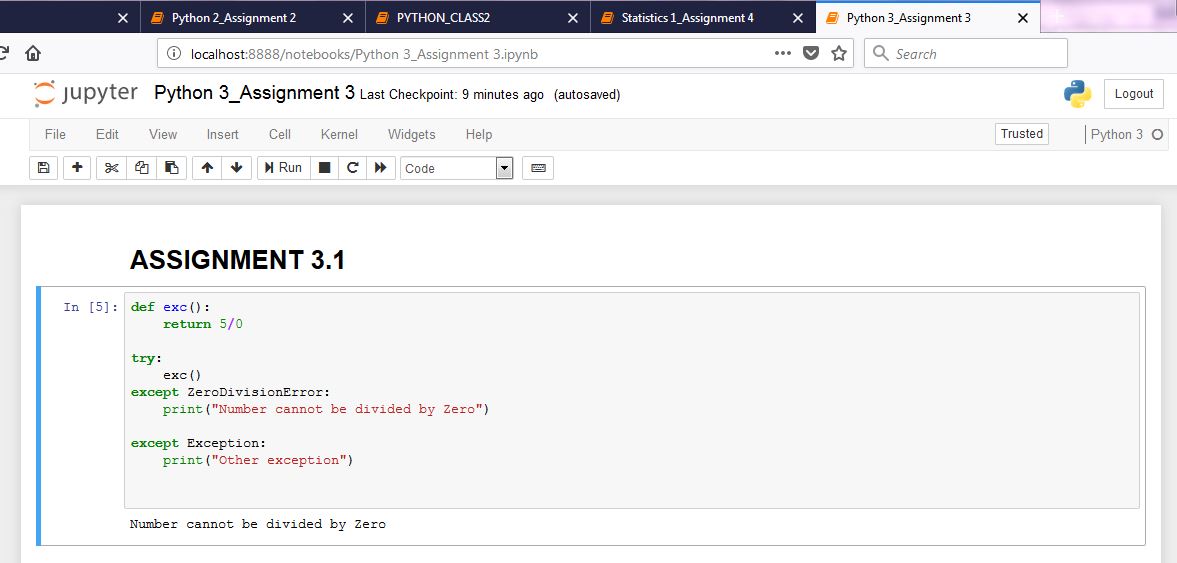 Python 2_Assignment 2 PYTHON_CLASS2 Statistics 1_Assignment 4 Python 3_Assignment 3
localhost:8888/notebooks/Python 3_Assignment 3.ipynb Search
jupyter Python 3_Assignment 3 Last Checkpoint: 9 minutes ago (autosaved) Logout
File Edit View Insert Cell Kernel Widgets Help Trusted Python 3
Run Code
ASSIGNMENT 3.1
In [5]: def exc():
return 5/0
try:
exc()
except ZeroDivisionError:
print("Number cannot be divided by Zero")
except Exception:
print("Other exception")
Number cannot be divided by Zero